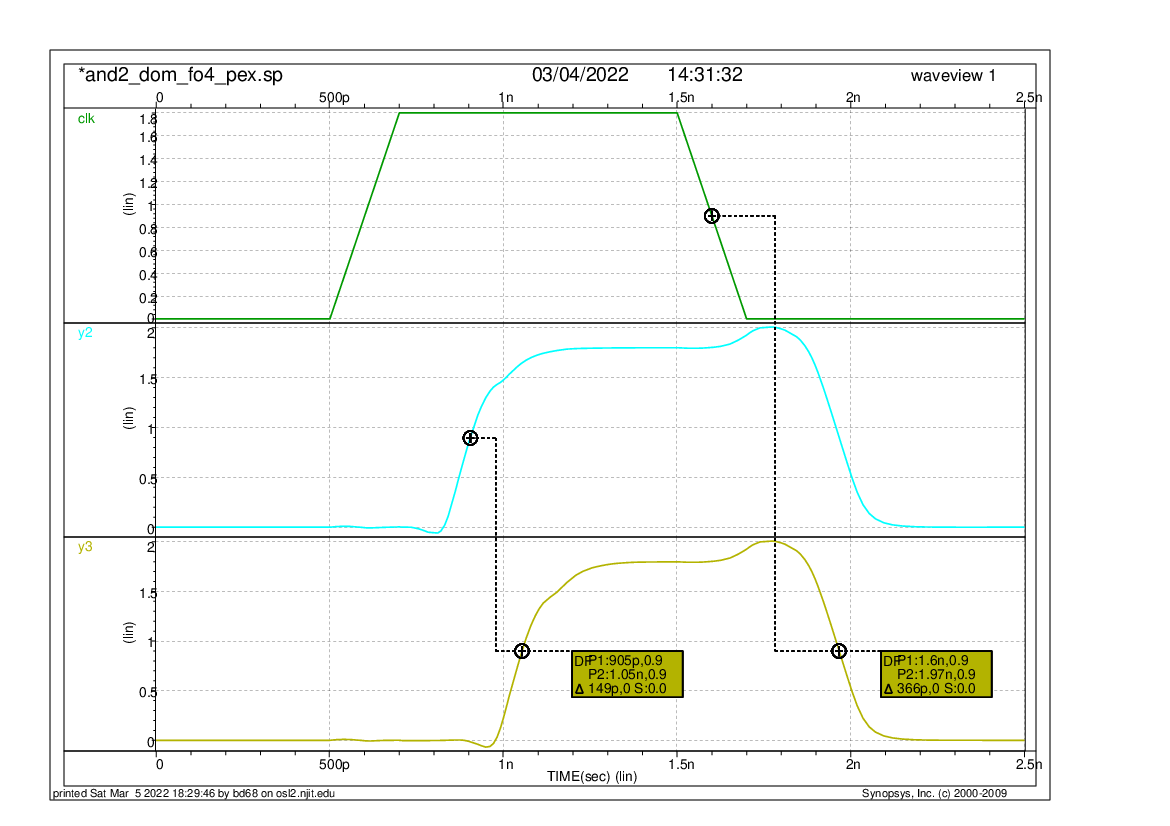 *and2_dom_fo4_pex.sp 03/04/2022 14:31:32 waveview 1
0 500p 1n 1.5n 2n 2.5n
clk
(lin)
1.8
1.6
1.4
1.2
1
0.8
0.6
0.4
0.2
0
y2
(lin)
2
1.5
1
0.5
0
y3
(lin)
2
1.5
1
0.5
0
DP P1:905p,0.9
P2:1.05n,0.9
Δ 149p,0 S:0.0
DP P1:1.6n,0.9
P2:1.97n,0.9
Δ 366p,0 S:0.0
0 500p 1n 1.5n 2n 2.5n
TIME(sec) (lin)
printed Sat Mar 5 2022 18:29:46 by bd68 on osl2.njit.edu Synopsys, Inc. (c) 2000-2009